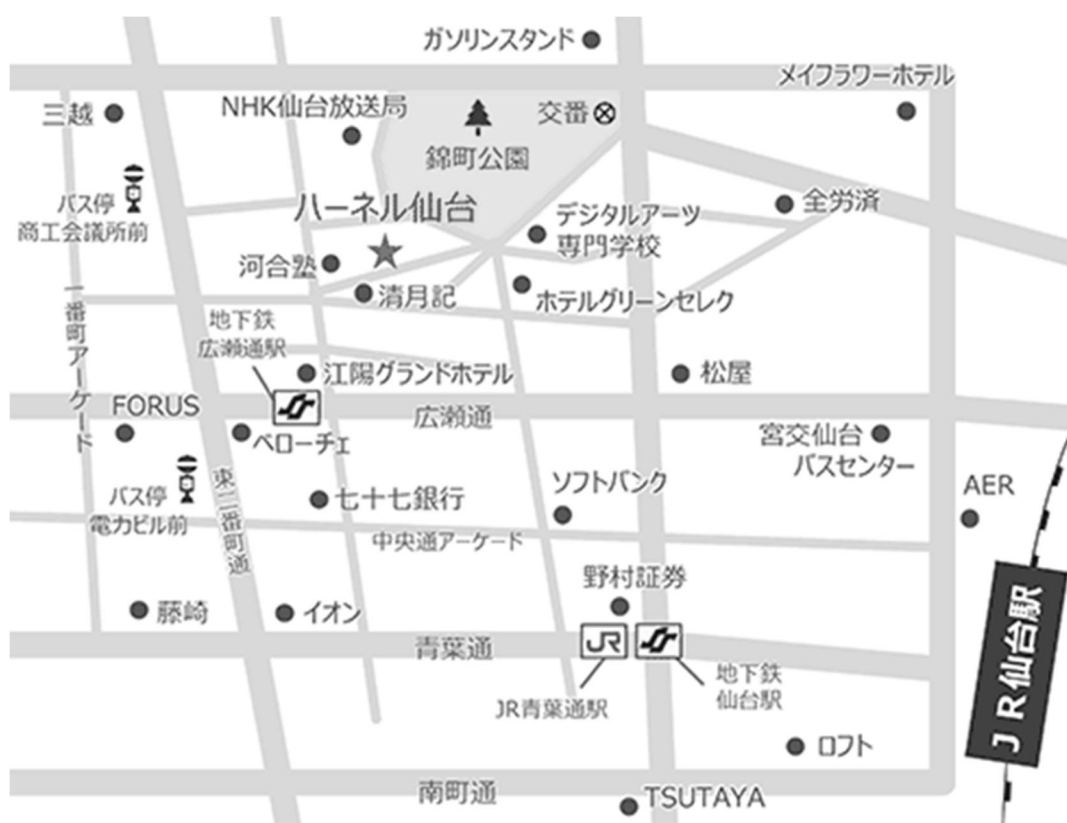 ガソリンスタンド
メイフラワーホテル
三越
NHK仙台放送局
交番
錦町公園
バス停
商工会議所前
ハーネル仙台
デジタルアーツ
専門学校
全労済
河合塾
清月記
ホテルグリーンセレク
一番町アーケード
地下鉄
広瀬通駅
江陽グランドホテル
松屋
FORUS
広瀬通
ベローチェ
宮交仙台
バスセンター
バス停
電力ビル前
東二番町通
七十七銀行
ソフトバンク
AER
中央通アーケード
野村証券
JR仙台駅
藤崎
イオン
青葉通
JR
地下鉄
仙台駅
JR青葉通駅
ロフト
南町通
TSUTAYA